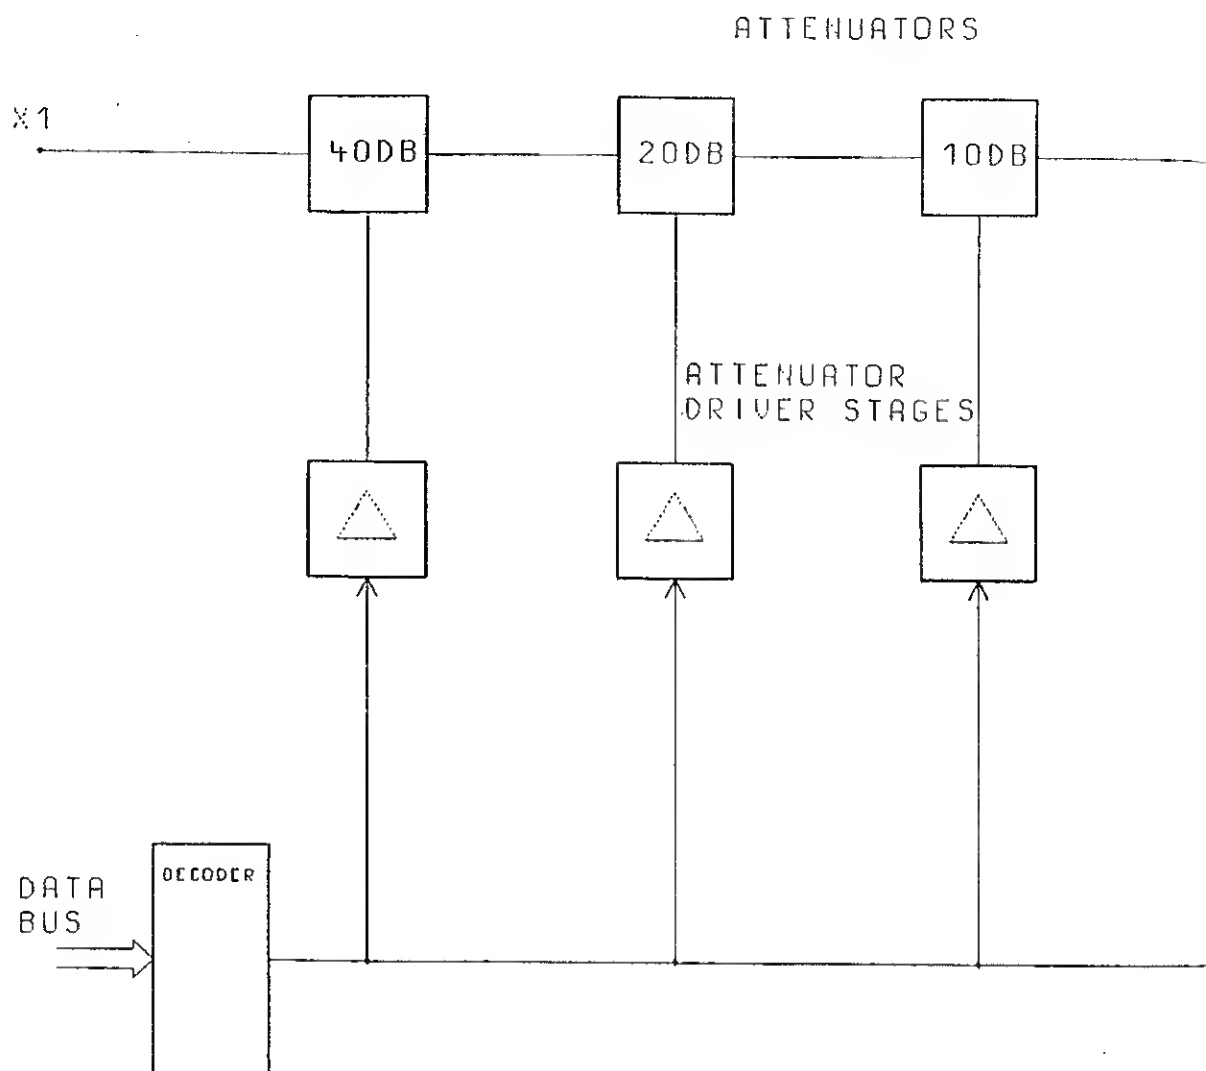 ATTENUATORS
X1
40DB
20DB
10DB
ATTENUATOR
DRIVER STAGES
DECODER
DATA
BUS